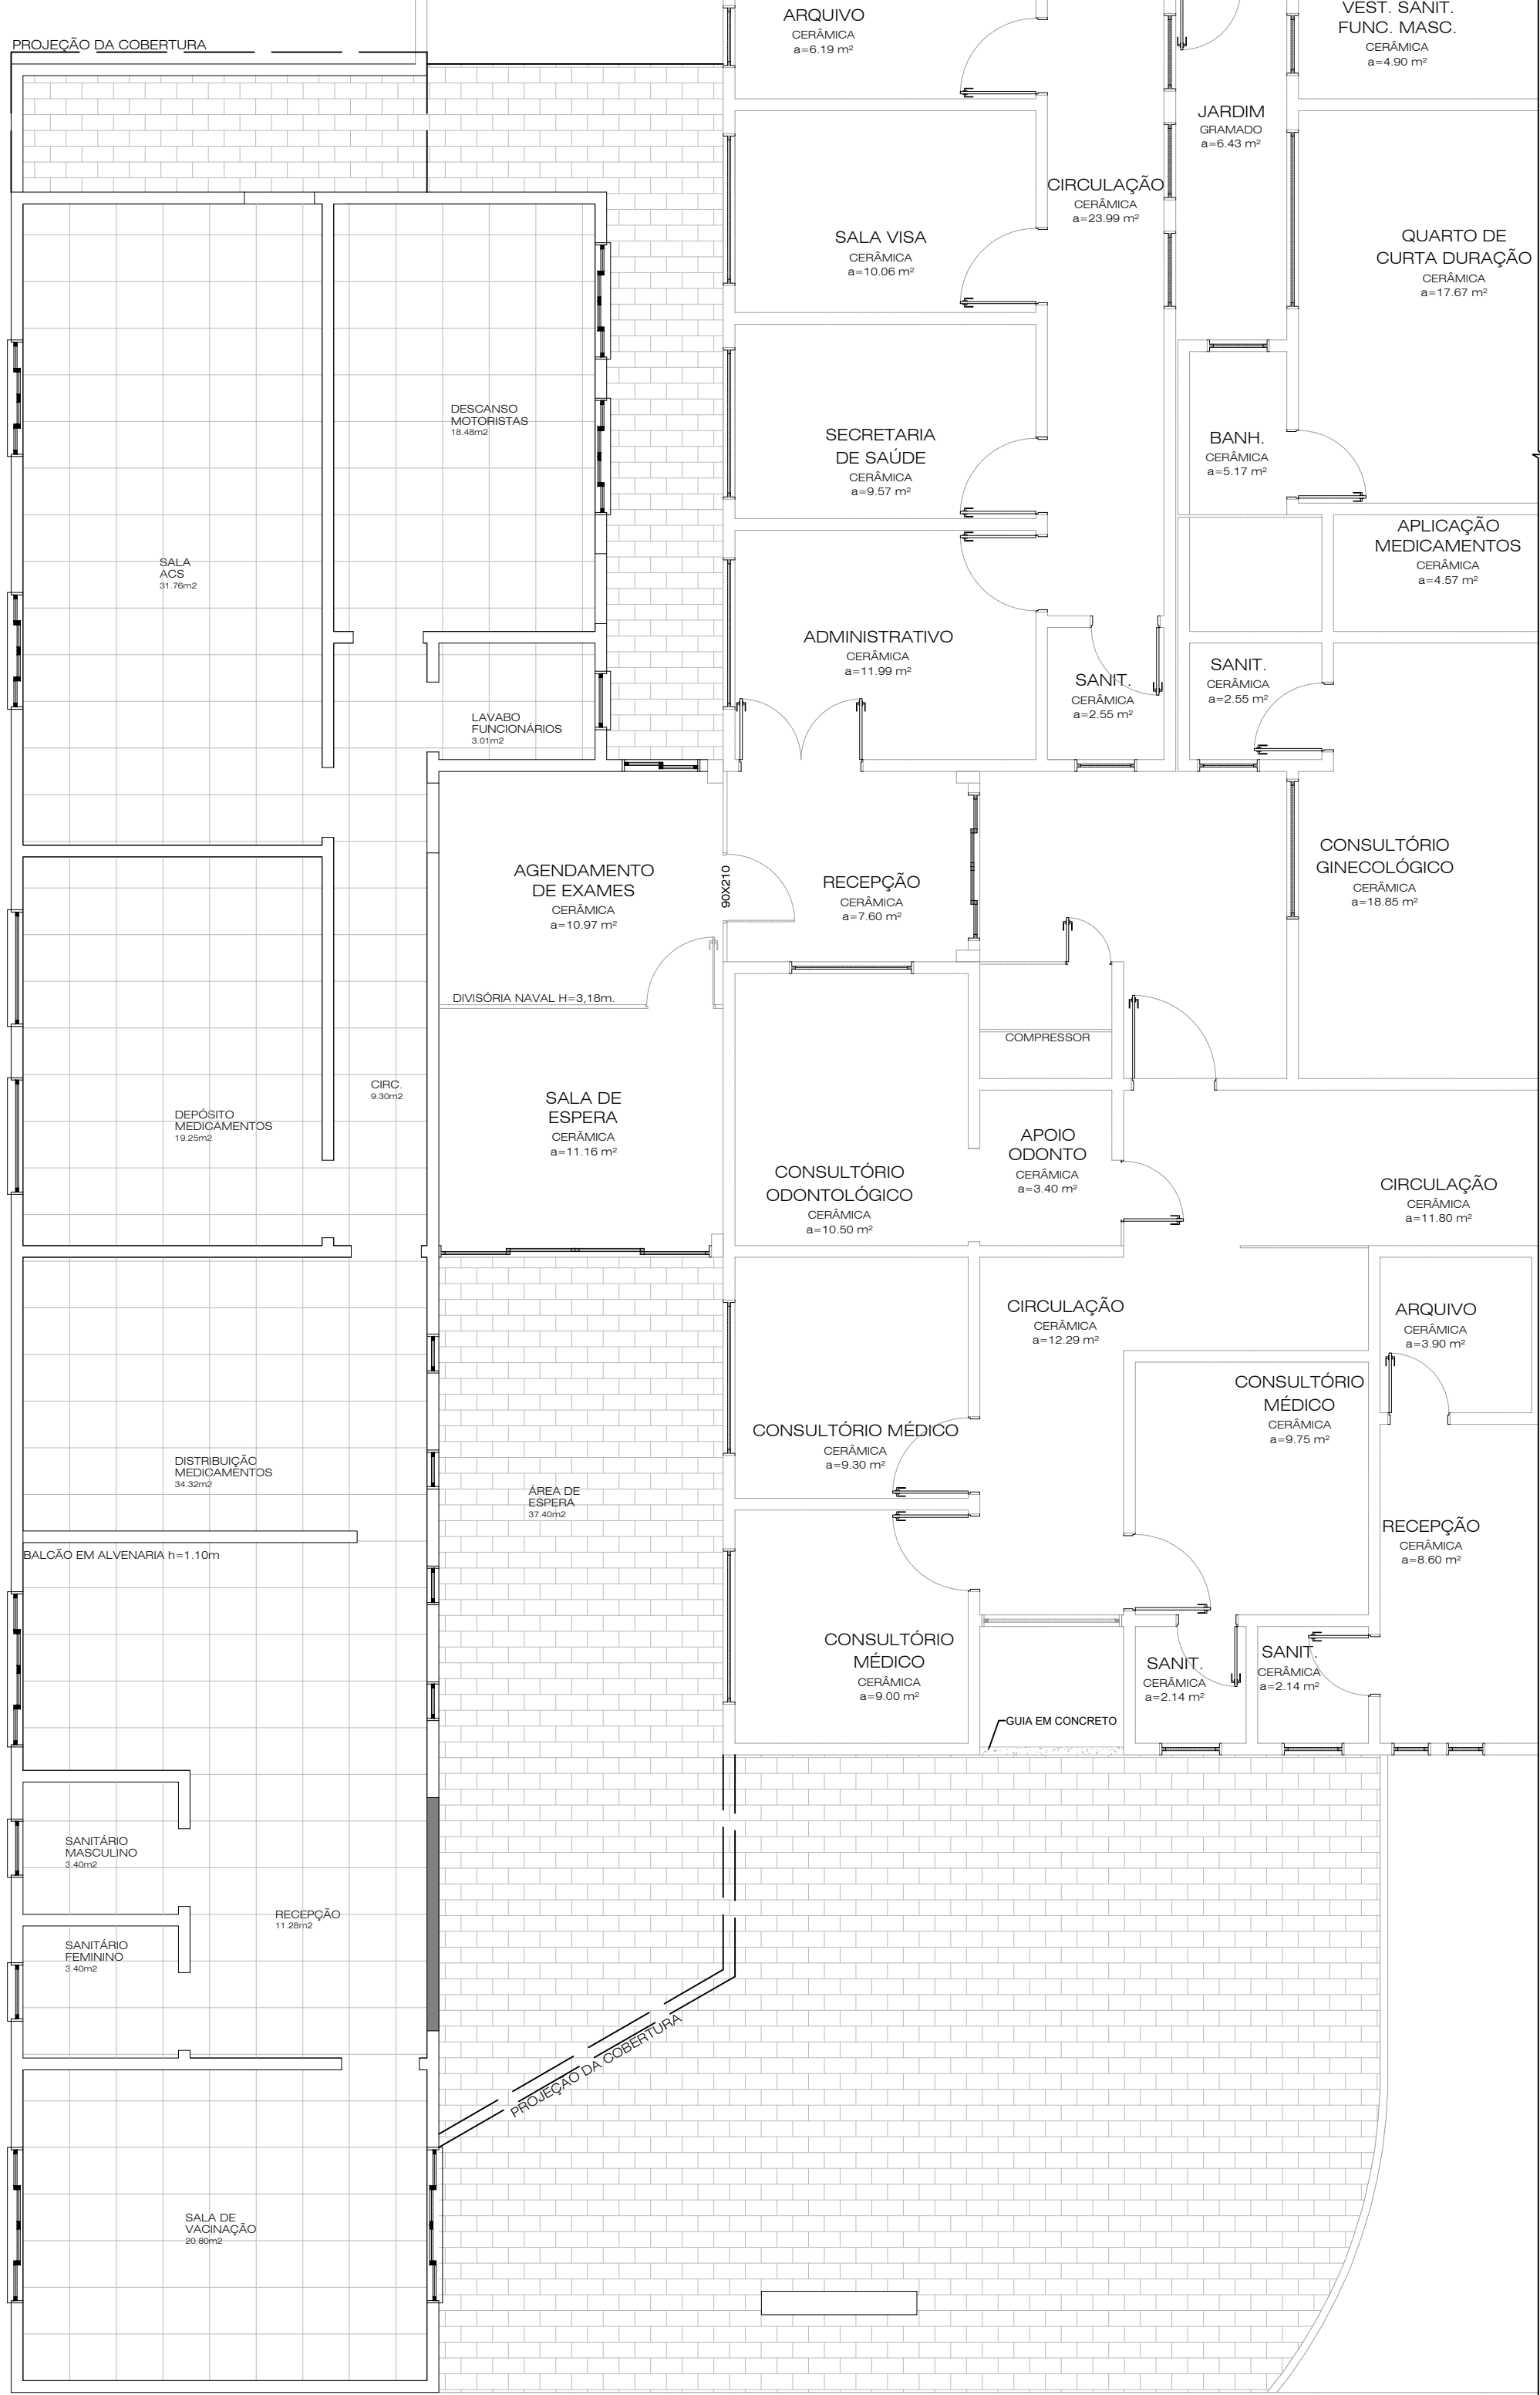 ARQUIVO
CERÂMICA
a=6.19 m²
VEST. SANIT.
FUNC. MASC.
CERÂMICA
a=4.90 m²
PROJEÇÃO DA COBERTURA
JARDIM
GRAMADO
a=6.43 m²
CIRCULAÇÃO
CERÂMICA
a=23.99 m²
SALA VISA
CERÂMICA
a=10.06 m²
QUARTO DE
CURTA DURAÇÃO
CERÂMICA
a=17.67 m²
DESCANSO
MOTORISTAS
18.48m2
SECRETARIA
DE SAÚDE
CERÂMICA
a=9.57 m²
BANH.
CERÂMICA
a=5.17 m²
APLICAÇÃO
MEDICAMENTOS
CERÂMICA
a=4.57 m²
SALA
ACS
31.76m2
ADMINISTRATIVO
CERÂMICA
a=11.99 m²
SANIT.
CERÂMICA
a=2.55 m²
SANIT.
CERÂMICA
a=2.55 m²
LAVABO
FUNCIONÁRIOS
3.01m2
AGENDAMENTO
DE EXAMES
CERÂMICA
a=10.97 m²
90X210
RECEPÇÃO
CERÂMICA
a=7.60 m²
CONSULTÓRIO
GINECOLÓGICO
CERÂMICA
a=18.85 m²
DIVISÓRIA NAVAL H=3,18m.
COMPRESSOR
CIRC.
9.30m2
DEPÓSITO
MEDICAMENTOS
19.25m2
SALA DE
ESPERA
CERÂMICA
a=11.16 m²
CONSULTÓRIO
ODONTOLÓGICO
CERÂMICA
a=10.50 m²
APOIO
ODONTO
CERÂMICA
a=3.40 m²
CIRCULAÇÃO
CERÂMICA
a=11.80 m²
CIRCULAÇÃO
CERÂMICA
a=12.29 m²
ARQUIVO
CERÂMICA
a=3.90 m²
CONSULTÓRIO
MÉDICO
CERÂMICA
a=9.75 m²
CONSULTÓRIO MÉDICO
CERÂMICA
a=9.30 m²
DISTRIBUIÇÃO
MEDICAMENTOS
34.32m2
ÁREA DE
ESPERA
37.40m2
BALCÃO EM ALVENARIA h=1.10m
RECEPÇÃO
CERÂMICA
a=8.60 m²
CONSULTÓRIO
MÉDICO
CERÂMICA
a=9.00 m²
SANIT.
CERÂMICA
a=2.14 m²
SANIT.
CERÂMICA
a=2.14 m²
GUIA EM CONCRETO
SANITÁRIO
MASCULINO
3.40m2
RECEPÇÃO
11.28m2
SANITÁRIO
FEMININO
3.40m2
PROJEÇÃO DA COBERTURA
SALA DE
VACINAÇÃO
20.80m2